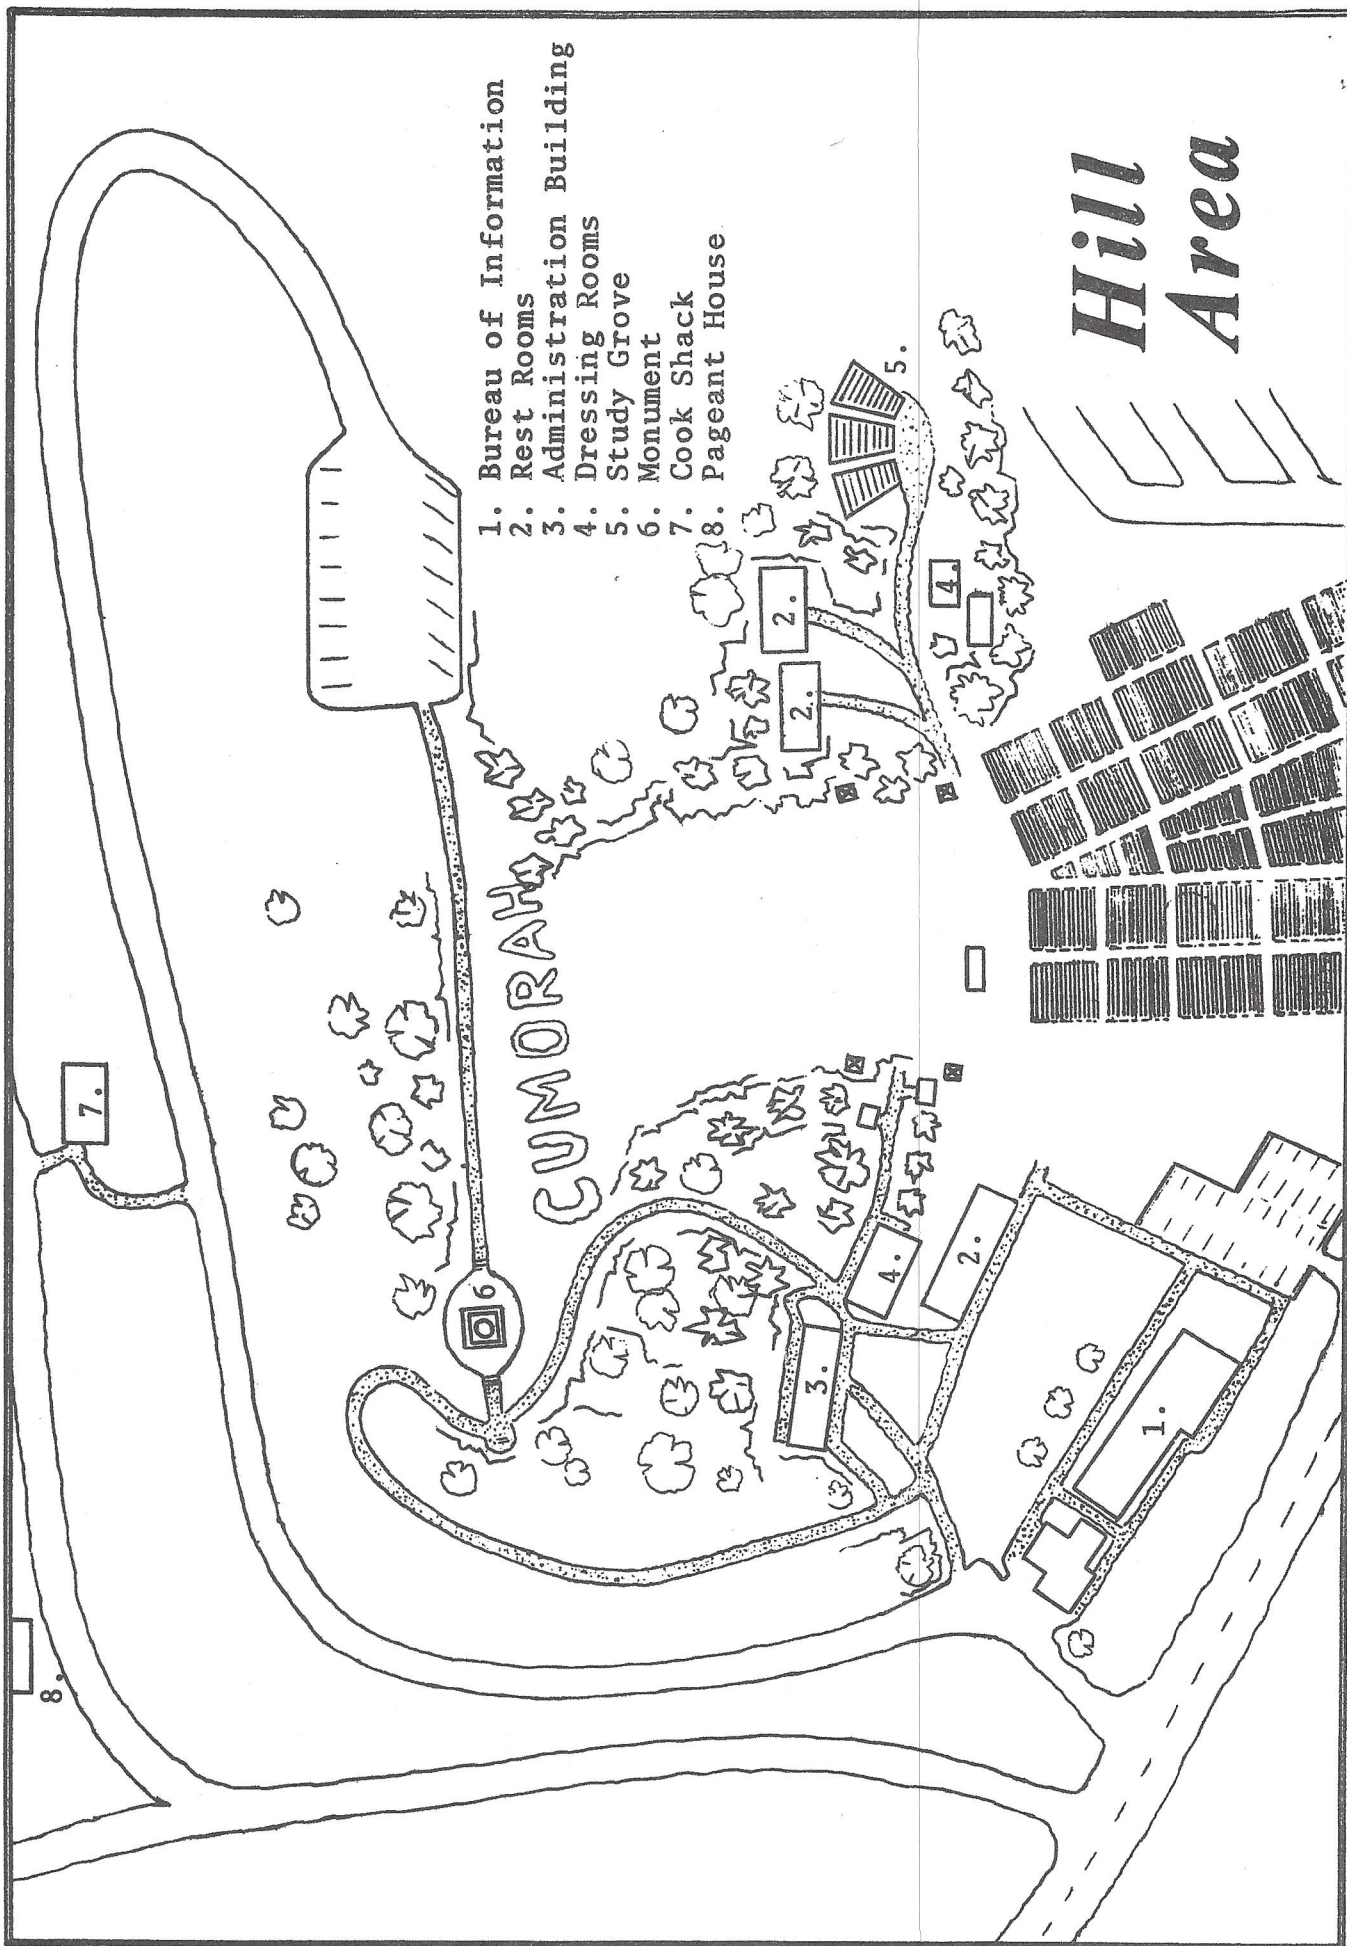 1. Bureau of Information
2. Rest Rooms
3. Administration Building
4. Dressing Rooms
5. Study Grove
6. Monument
7. Cook Shack
8. Pageant House
Hill
Area
CUMORAH
8.
7.
6
5.
2.
2.
4.
3.
4.
2.
1.